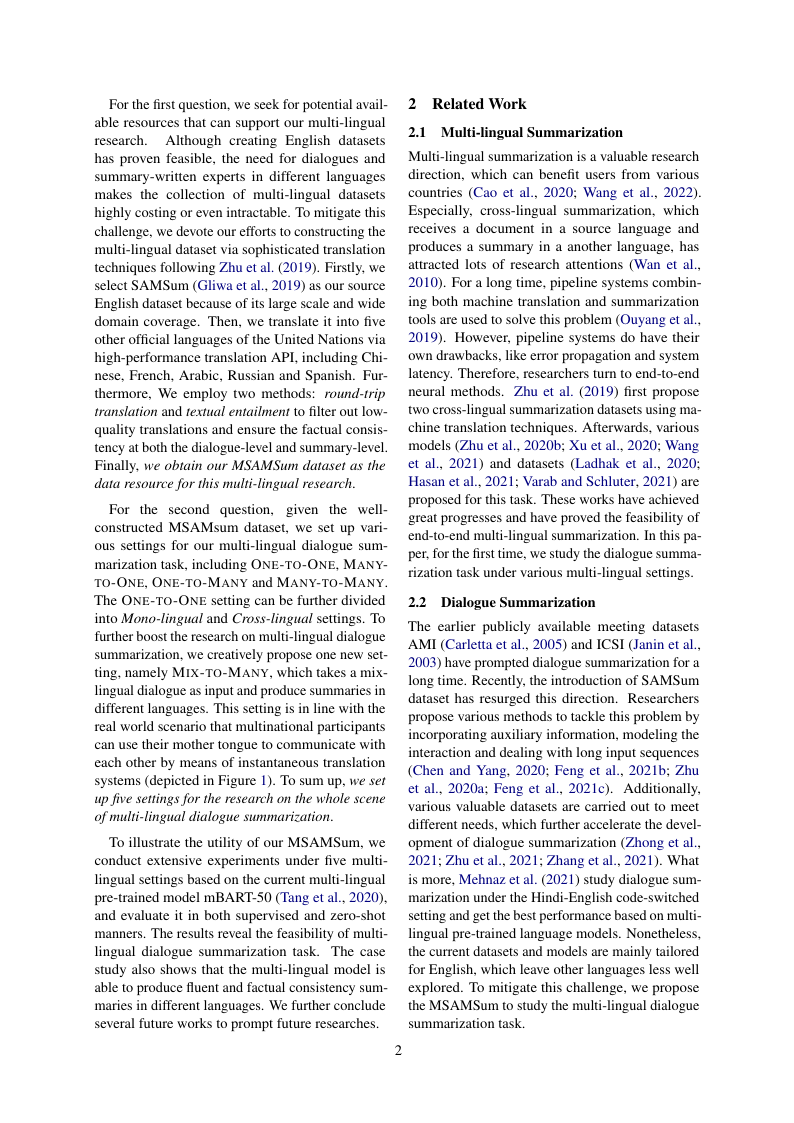 For the first question, we seek for potential avail-
able resources that can support our multi-lingual
research. Although creating English datasets
has proven feasible, the need for dialogues and
summary-written experts in different languages
makes the collection of multi-lingual datasets
highly costing or even intractable. To mitigate this
challenge, we devote our efforts to constructing the
multi-lingual dataset via sophisticated translation
techniques following Zhu et al. (2019). Firstly, we
select SAMSum (Gliwa et al., 2019) as our source
English dataset because of its large scale and wide
domain coverage. Then, we translate it into five
other official languages of the United Nations via
high-performance translation API, including Chi-
nese, French, Arabic, Russian and Spanish. Fur-
thermore, We employ two methods: round-trip
translation and textual entailment to filter out low-
quality translations and ensure the factual consis-
tency at both the dialogue-level and summary-level.
Finally, we obtain our MSAMSum dataset as the
data resource for this multi-lingual research.
For the second question, given the well-
constructed MSAMsum dataset, we set up vari-
ous settings for our multi-lingual dialogue sum-
marization task, including ONE-TO-ONE, MANY-
TO-ONE, ONE-TO-MANY and MANY-TO-MANY.
The ONE-TO-ONE setting can be further divided
into Mono-lingual and Cross-lingual settings. To
further boost the research on multi-lingual dialogue
summarization, we creatively propose one new set-
ting, namely MIX-TO-MANY, which takes a mix-
lingual dialogue as input and produce summaries in
different languages. This setting is in line with the
real world scenario that multinational participants
can use their mother tongue to communicate with
each other by means of instantaneous translation
systems (depicted in Figure 1). To sum up, we set
up five settings for the research on the whole scene
of multi-lingual dialogue summarization.
To illustrate the utility of our MSAMSum, we
conduct extensive experiments under five multi-
lingual settings based on the current multi-lingual
pre-trained model mBART-50 (Tang et al., 2020),
and evaluate it in both supervised and zero-shot
manners. The results reveal the feasibility of multi-
lingual dialogue summarization task. The case
study also shows that the multi-lingual model is
able to produce fluent and factual consistency sum-
maries in different languages. We further conclude
several future works to prompt future researches.
2 Related Work
2.1 Multi-lingual Summarization
Multi-lingual summarization is a valuable research
direction, which can benefit users from various
countries (Cao et al., 2020; Wang et al., 2022).
Especially, cross-lingual summarization, which
receives a document in a source language and
produces a summary in a another language, has
attracted lots of research attentions (Wan et al.,
2010). For a long time, pipeline systems combin-
ing both machine translation and summarization
tools are used to solve this problem (Ouyang et al.,
2019). However, pipeline systems do have their
own drawbacks, like error propagation and system
latency. Therefore, researchers turn to end-to-end
neural methods. Zhu et al. (2019) first propose
two cross-lingual summarization datasets using ma-
chine translation techniques. Afterwards, various
models (Zhu et al., 2020b; Xu et al., 2020; Wang
et al., 2021) and datasets (Ladhak et al., 2020;
Hasan et al., 2021; Varab and Schluter, 2021) are
proposed for this task. These works have achieved
great progresses and have proved the feasibility of
end-to-end multi-lingual summarization. In this pa-
per, for the first time, we study the dialogue summa-
rization task under various multi-lingual settings.
2.2 Dialogue Summarization
The earlier publicly available meeting datasets
AMI (Carletta et al., 2005) and ICSI (Janin et al.,
2003) have prompted dialogue summarization for a
long time. Recently, the introduction of SAMSum
dataset has resurged this direction. Researchers
propose various methods to tackle this problem by
incorporating auxiliary information, modeling the
interaction and dealing with long input sequences
(Chen and Yang, 2020; Feng et al., 2021b; Zhu
et al., 2020a; Feng et al., 2021c). Additionally,
various valuable datasets are carried out to meet
different needs, which further accelerate the devel-
opment of dialogue summarization (Zhong et al.,
2021; Zhu et al., 2021; Zhang et al., 2021). What
is more, Mehnaz et al. (2021) study dialogue sum-
marization under the Hindi-English code-switched
setting and get the best performance based on multi-
lingual pre-trained language models. Nonetheless,
the current datasets and models are mainly tailored
for English, which leave other languages less well
explored. To mitigate this challenge, we propose
the MSAMSum to study the multi-lingual dialogue
summarization task.
2